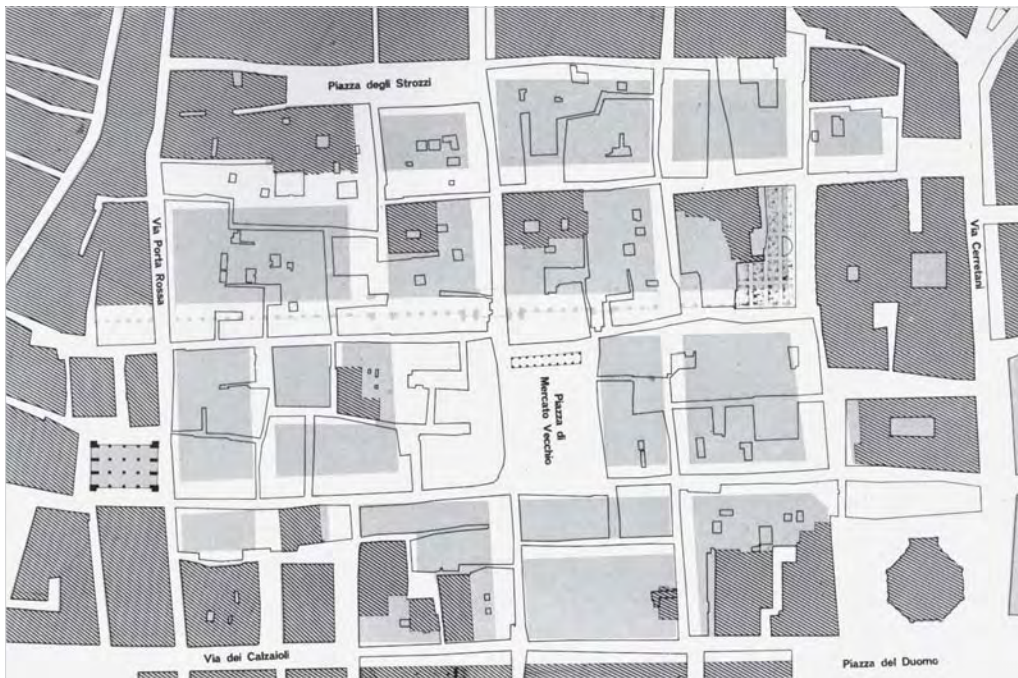 Piazza degli Strozzi
Via Porta Rossa
Via Cerretani
Piazza di
Mercato Vecchio
Via dei Calzaioli
Piazza del Duomo